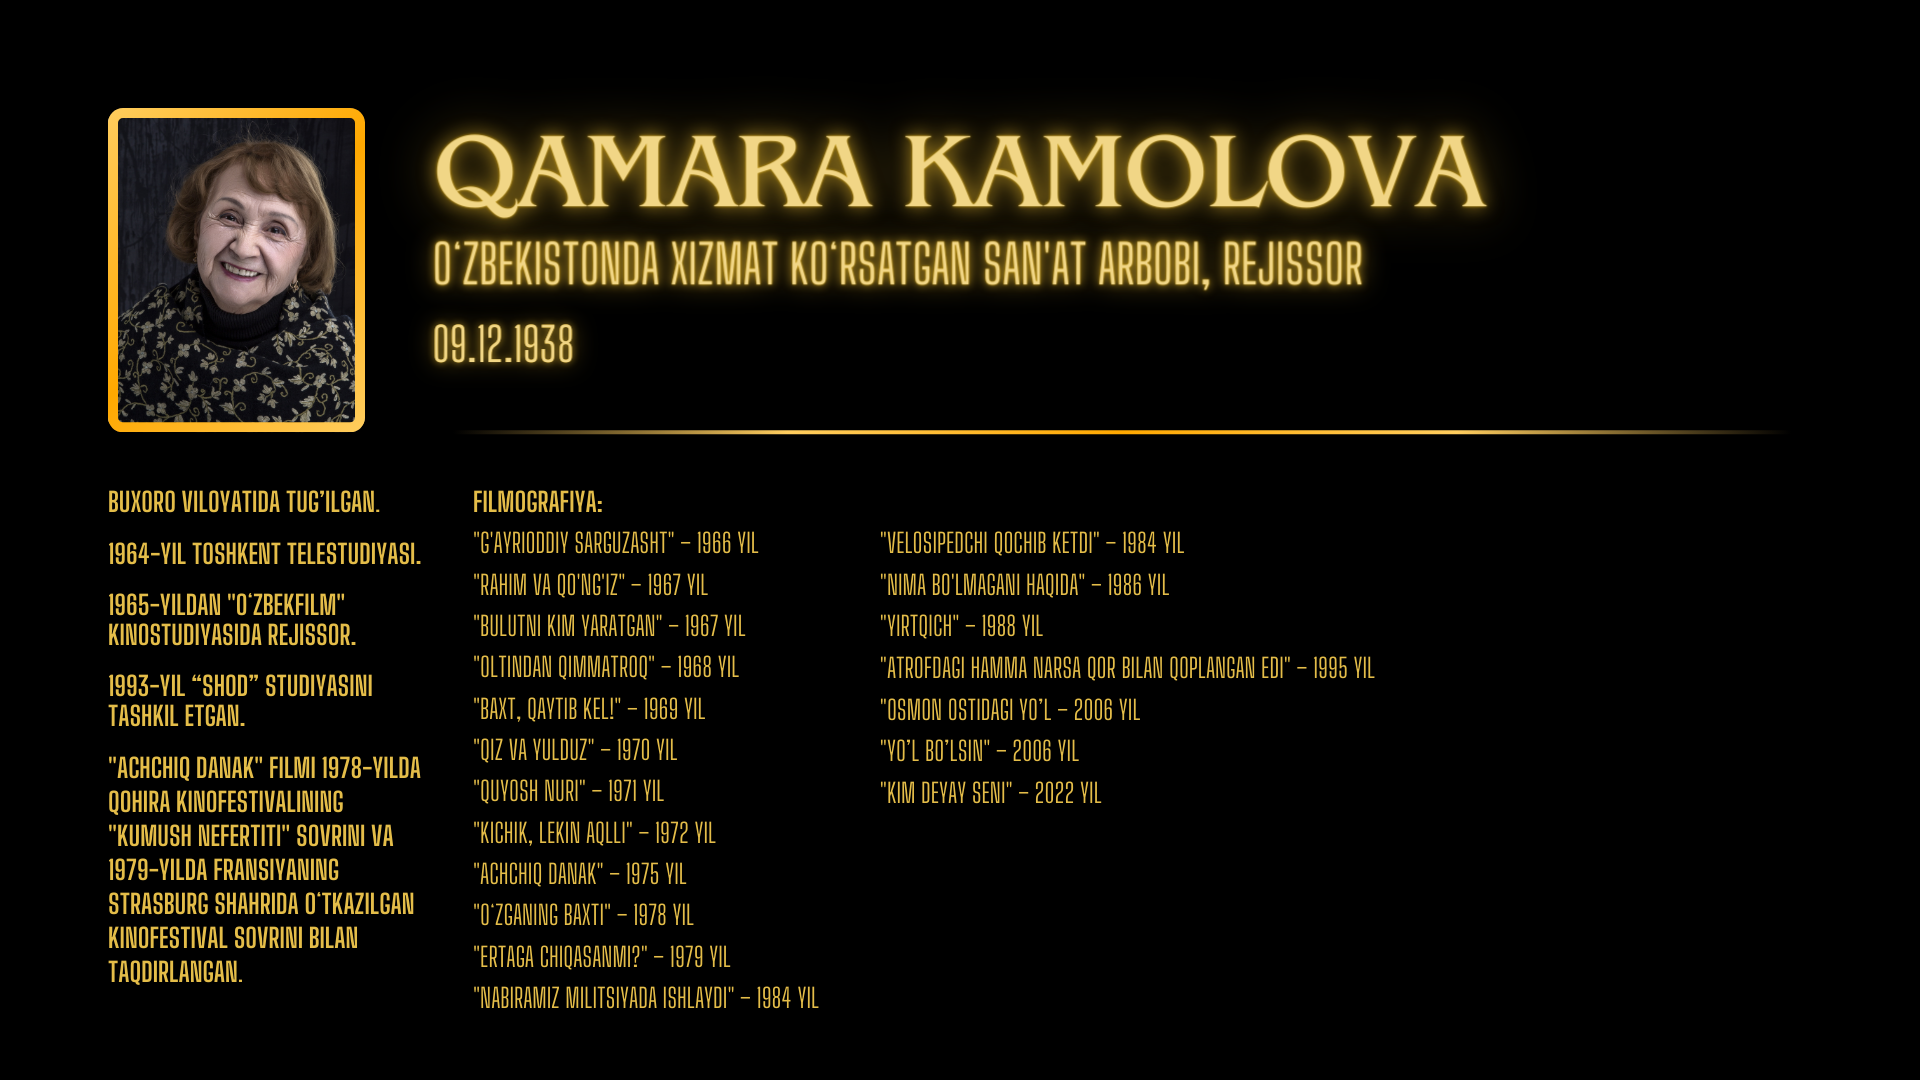 QAMARA KAMOLOVA
O‘ZBEKISTONDA XIZMAT KO‘RSATGAN SAN'AT ARBOBI, REJISSOR
09.12.1938
BUXORO VILOYATIDA TUG’ILGAN.
1964-YIL TOSHKENT TELESTUDIYASI.
1965-YILDAN "O‘ZBEKFILM"
KINOSTUDIYASIDA REJISSOR.
1993-YIL “SHOD” STUDIYASINI
TASHKIL ETGAN.
"ACHCHIQ DANAK" FILMI 1978-YILDA
QOHIRA KINOFESTIVALINING
"KUMUSH NEFERTITI" SOVRINI VA
1979-YILDA FRANSIYANING
STRASBURG SHAHRIDA O‘TKAZILGAN
KINOFESTIVAL SOVRINI BILAN
TAQDIRLANGAN.
FILMOGRAFIYA:
"G'AYRIODDIY SARGUZASHT" – 1966 YIL
"RAHIM VA QO'NG'IZ" – 1967 YIL
"BULUTNI KIM YARATGAN" – 1967 YIL
"OLTINDAN QIMMATROQ" – 1968 YIL
"BAXT, QAYTIB KEL!" – 1969 YIL
"QIZ VA YULDUZ" – 1970 YIL
"QUYOSH NURI" – 1971 YIL
"KICHIK, LEKIN AQLLI" – 1972 YIL
"ACHCHIQ DANAK" – 1975 YIL
"O‘ZGANING BAXTI" – 1978 YIL
"ERTAGA CHIQASANMI?" – 1979 YIL
"NABIRAMIZ MILITSIYADA ISHLAYDI" – 1984 YIL
"VELOSIPEDCHI QOCHIB KETDI" – 1984 YIL
"NIMA BO'LMAGANI HAQIDA" – 1986 YIL
"YIRTQICH" – 1988 YIL
"ATROFDAGI HAMMA NARSA QOR BILAN QOPLANGAN EDI" – 1995 YIL
"OSMON OSTIDAGI YO’L – 2006 YIL
"YO’L BO’LSIN" – 2006 YIL
"KIM DEYAY SENI" – 2022 YIL